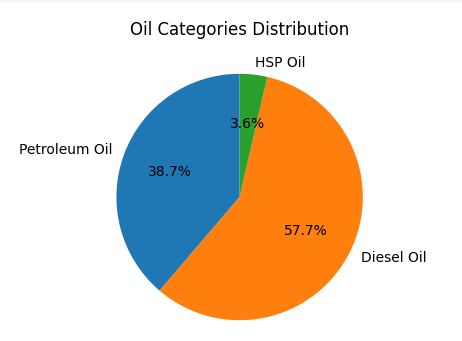 Oil Categories Distribution
HSP Oil
3.6%
Petroleum Oil
38.7%
57.7%
Diesel Oil